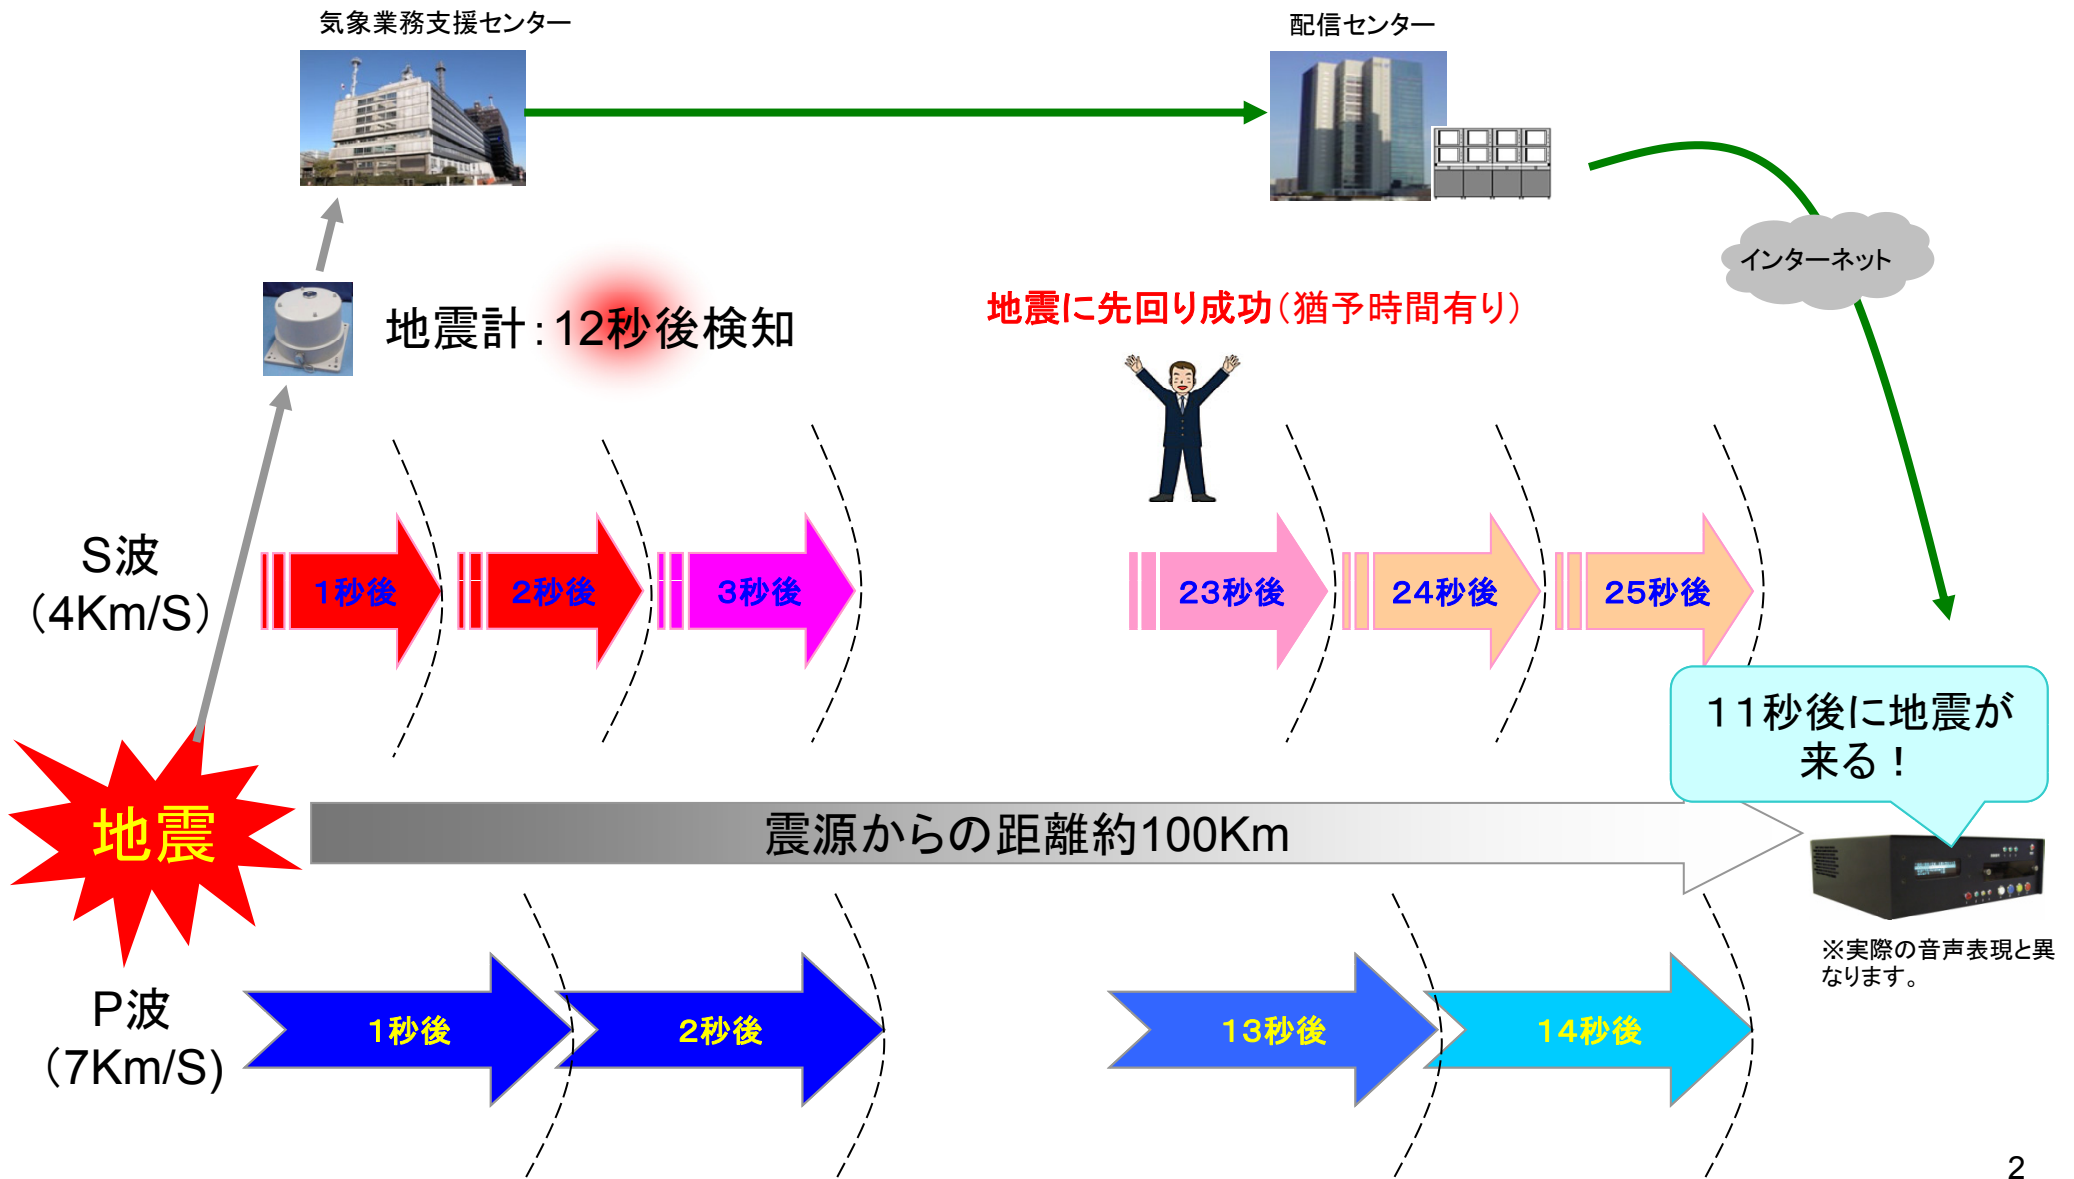 気象業務支援センター
配信センター
インターネット
地震計：12秒後検知
地震に先回り成功（猶予時間有り）
S波
（4Km/S）
1秒後
2秒後
3秒後
23秒後
24秒後
25秒後
11秒後に地震が
来る！
地震
震源からの距離約100Km
※実際の音声表現と異
なります。
P波
（7Km/S)
1秒後
2秒後
13秒後
14秒後
2